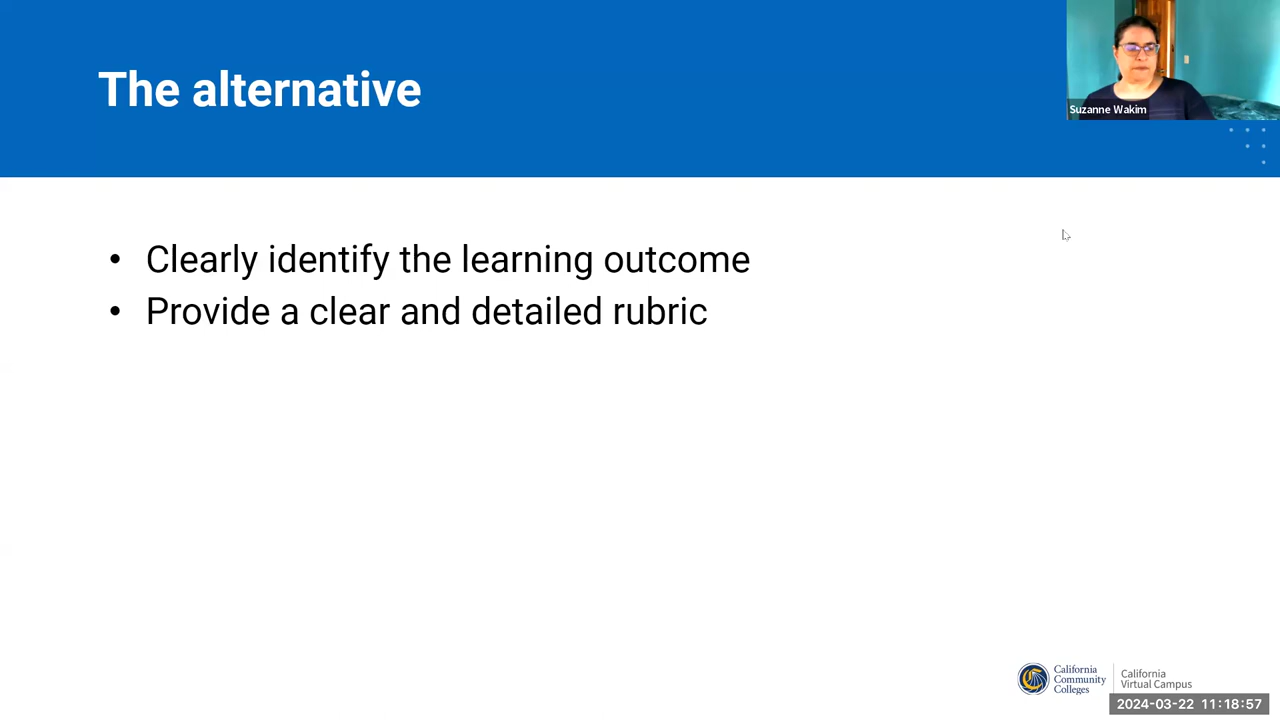 The alternative
Suzanne Wakim
• Clearly identify the learning outcome
• Provide a clear and detailed rubric
California
Community
Colleges
California
Virtual Campus
2024-03-22 11:18:57